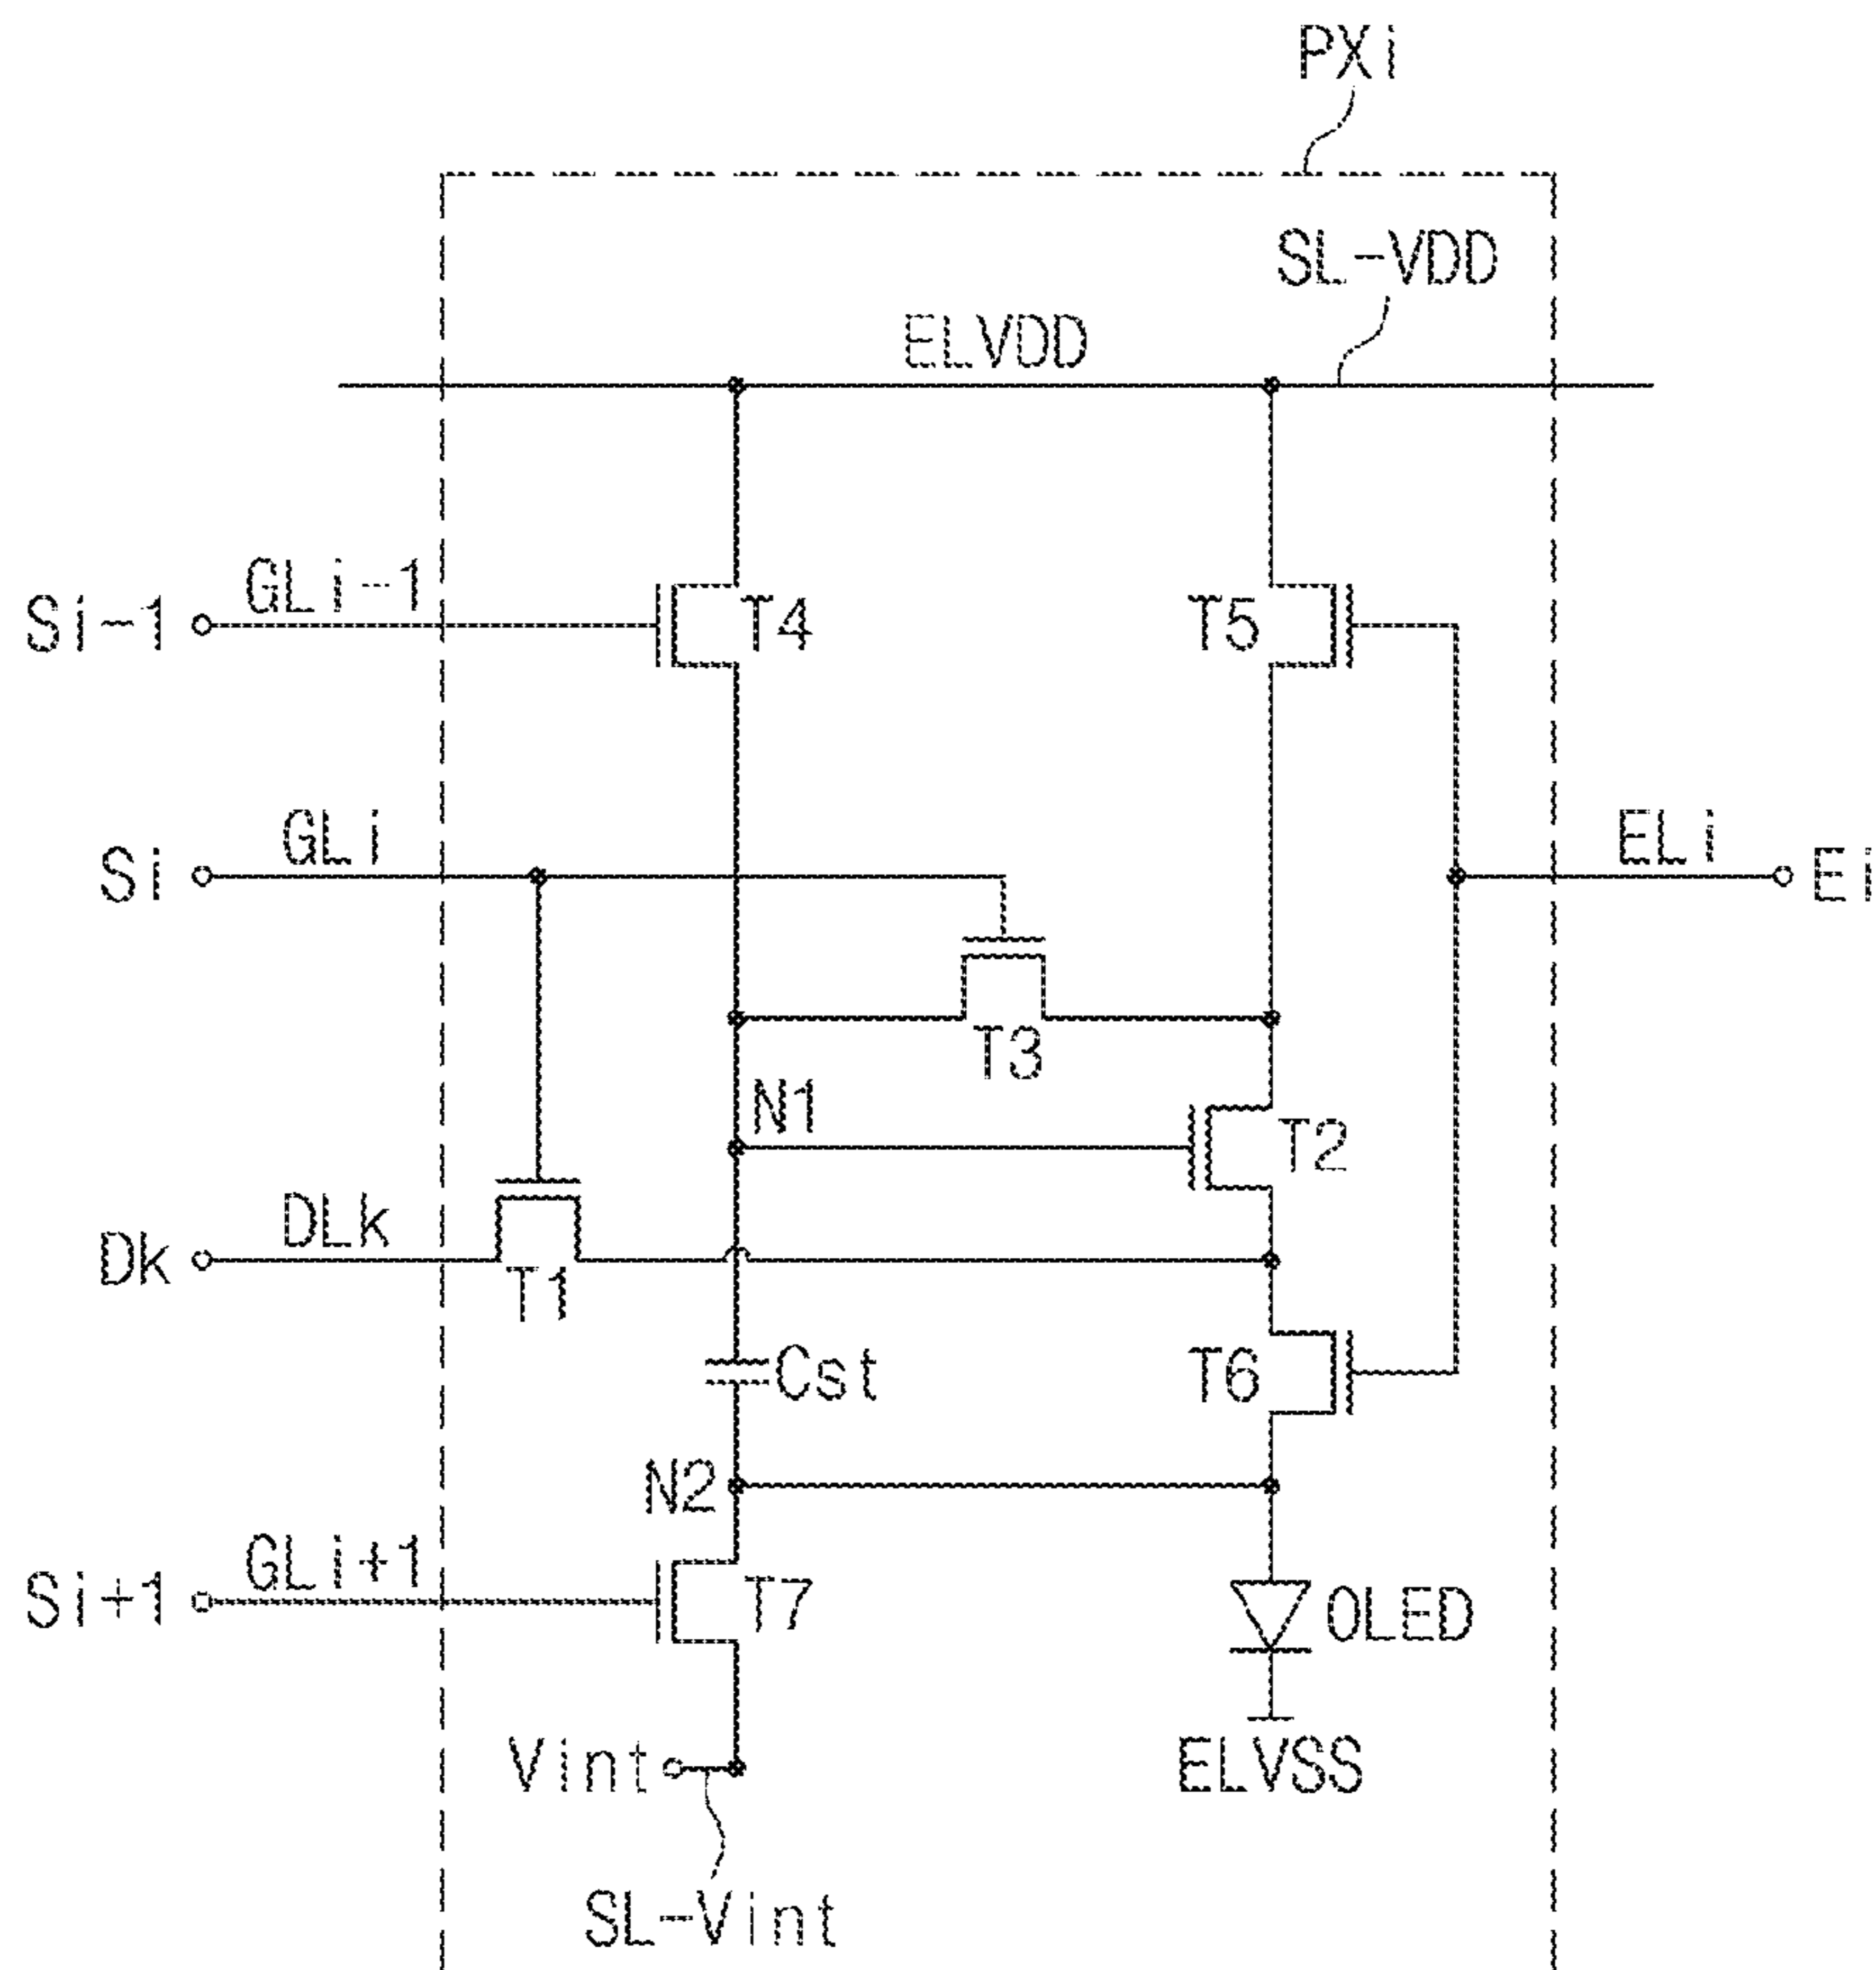 PXi
SL-VDD
ELVDD
GLi-1
Si-1
T4
T5
GLi
Si
ELi
Ei
T3
N1
T2
DLk
Dk
T1
Cst
T6
N2
GLi+1
Si+1
T7
OLED
Vint
ELVSS
SL-Vint